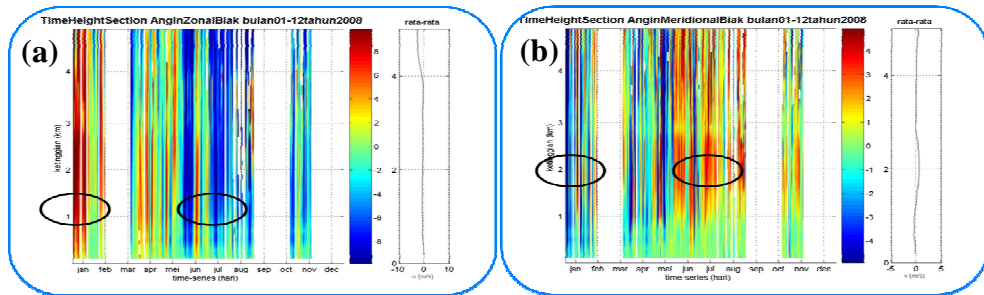 TimeHeightSection AnginZonalBiak bulan01-12tahun2008
rata-rata
(a)
8
6
4
2
0
-2
-4
-6
-8
4
3
2
1
ketinggian (km)
jan feb mar apr mei jun jul aug sep oct nov dec
time-series (hari)
4
2
0
-10 0 10
u (m/s)
TimeHeightSection AnginMeridionalBiak bulan01-12tahun2008
rata-rata
(b)
4
3
2
1
0
-1
-2
-3
-4
4
3
2
1
ketinggian (km)
jan feb mar apr mei jun jul aug sep oct nov dec
time-series (hari)
4
2
0
-5 0 5
v (m/s)